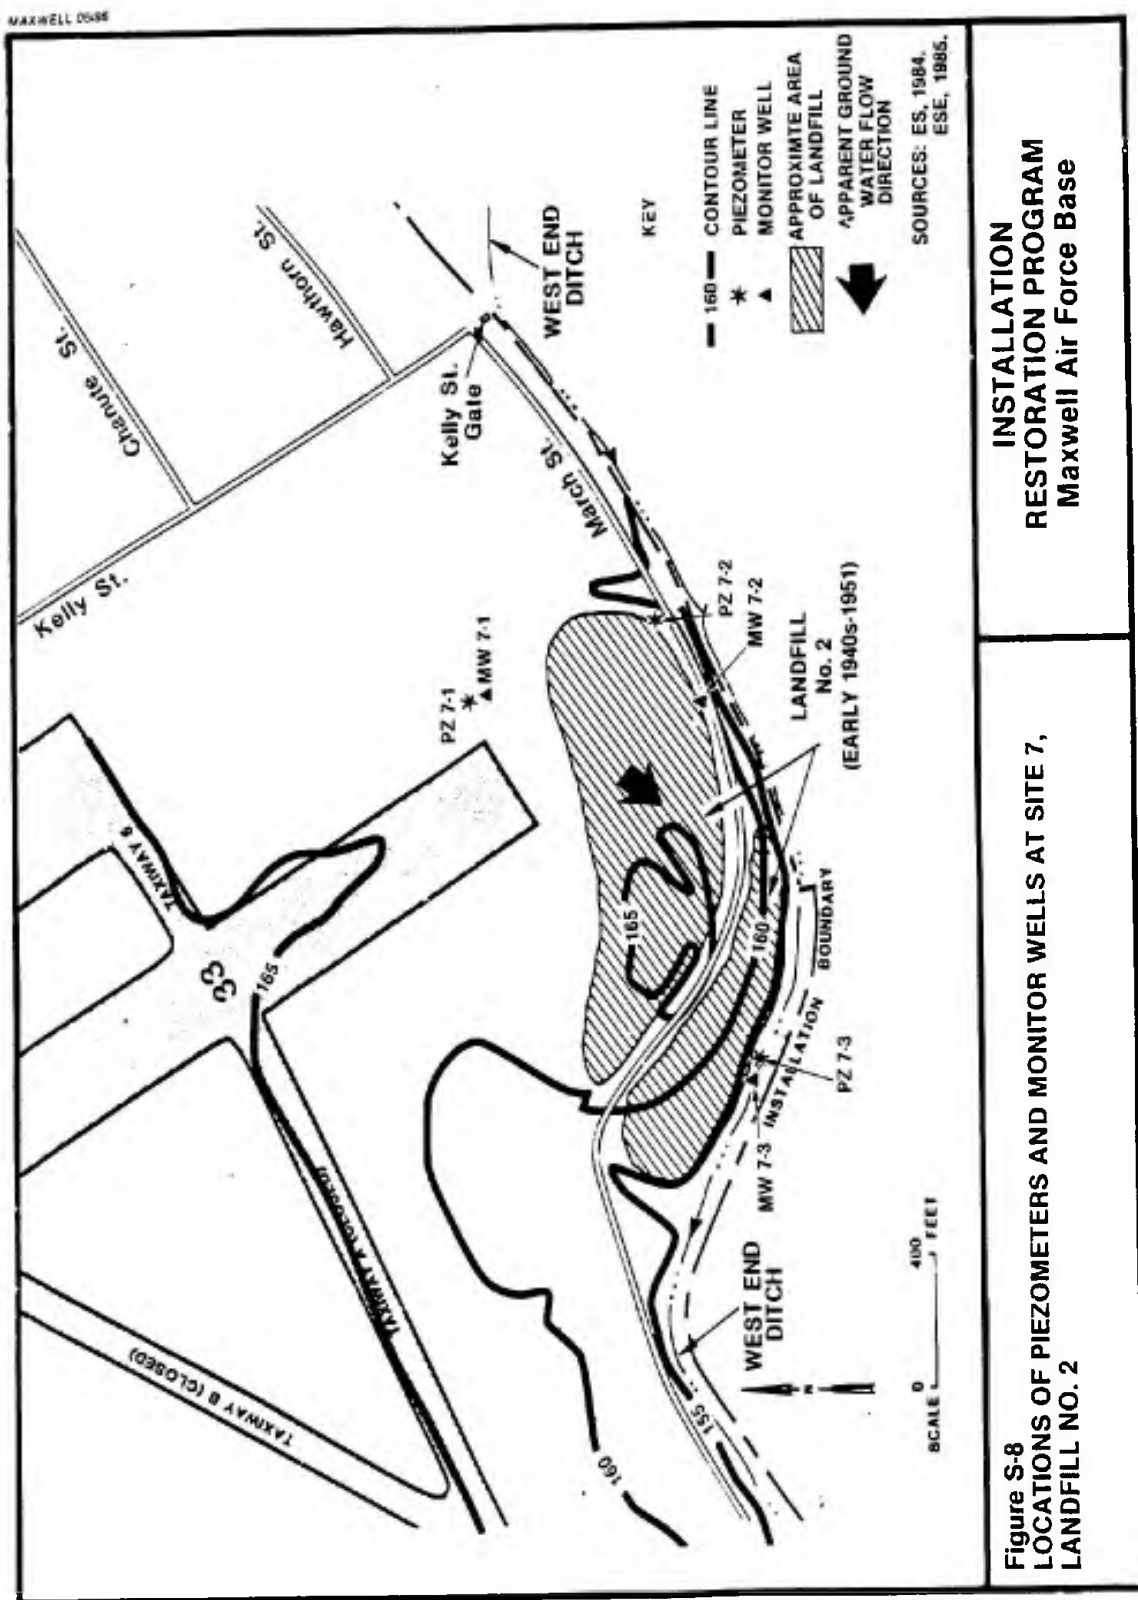 MAXWELL 05/86
Chanute St.
Hawthorn St.
Kelly St.
Kelly St.
Gate
WEST END
DITCH
March St.
TAXIWAY 6
33
165
PZ 7-1
MW 7-1
TAXIWAY B (CLOSED)
TAXIWAY A (CLOSED)
165
160
160
155
PZ 7-2
MW 7-2
LANDFILL
No. 2
(EARLY 1940s-1951)
INSTALLATION BOUNDARY
PZ 7-3
MW 7-3
WEST END
DITCH
N
SCALE 0 400 FEET
KEY
160 CONTOUR LINE
PIEZOMETER
MONITOR WELL
APPROXIMTE AREA
OF LANDFILL
APPARENT GROUND
WATER FLOW
DIRECTION
SOURCES: ES, 1984.
ESE, 1985.
Figure S-8
LOCATIONS OF PIEZOMETERS AND MONITOR WELLS AT SITE 7,
LANDFILL NO. 2
INSTALLATION
RESTORATION PROGRAM
Maxwell Air Force Base